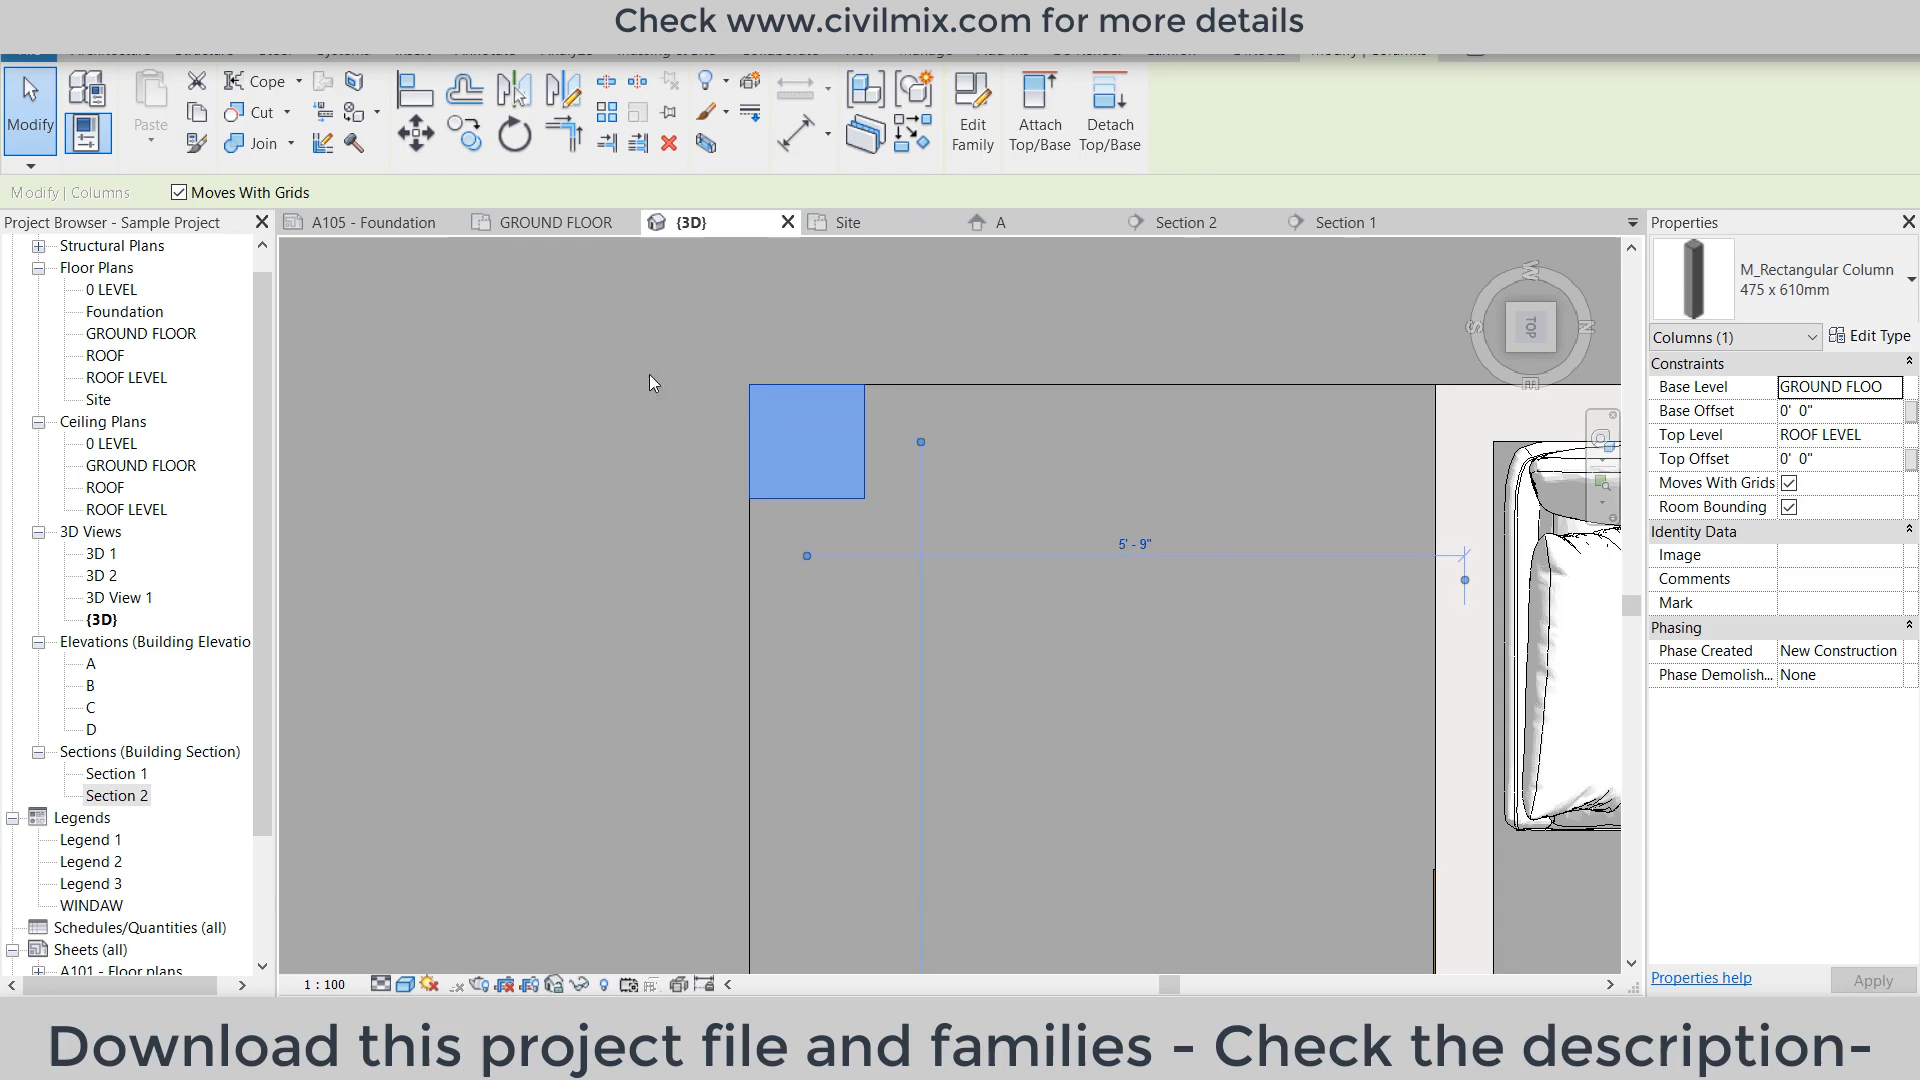 Check www.civilmix.com for more details
Modify
Paste
Cope
Cut
Join
Edit Family
Attach Top/Base
Detach Top/Base
Modify | Columns
Moves With Grids
Project Browser - Sample Project
A105 - Foundation
GROUND FLOOR
{3D}
Site
A
Section 2
Section 1
Properties
Structural Plans
Floor Plans
0 LEVEL
Foundation
GROUND FLOOR
ROOF
ROOF LEVEL
Site
Ceiling Plans
0 LEVEL
GROUND FLOOR
ROOF
ROOF LEVEL
3D Views
3D 1
3D 2
3D View 1
{3D}
Elevations (Building Elevatio
A
B
C
D
Sections (Building Section)
Section 1
Section 2
Legends
Legend 1
Legend 2
Legend 3
WINDAW
Schedules/Quantities (all)
Sheets (all)
A101 - Floor plans
5' - 9"
W
S
N
TOP
1 : 100
M_Rectangular Column
475 x 610mm
Columns (1)
Edit Type
Constraints
Base Level GROUND FLOO
Base Offset 0' 0"
Top Level ROOF LEVEL
Top Offset 0' 0"
Moves With Grids
Room Bounding
Identity Data
Image
Comments
Mark
Phasing
Phase Created New Construction
Phase Demolish... None
Properties help
Apply
Download this project file and families - Check the description-